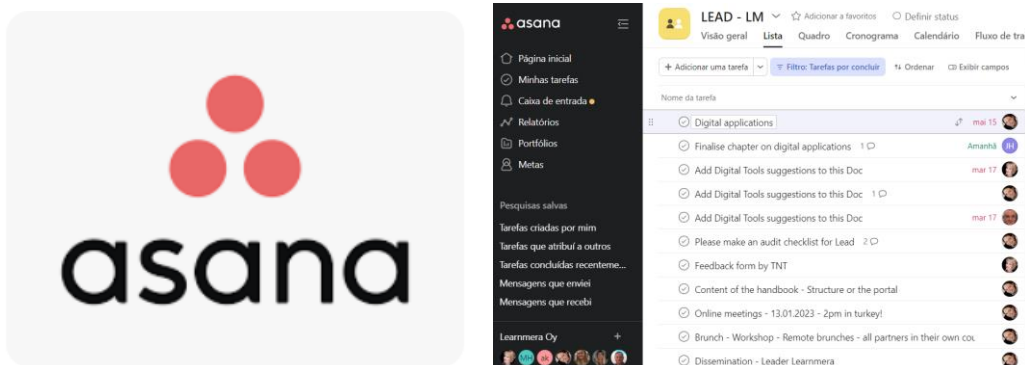 asana
asana
Página inicial
Minhas tarefas
Caixa de entrada
Relatórios
Portfólios
Metas
Pesquisas salvas
Tarefas criadas por mim
Tarefas que atribuí a outros
Tarefas concluídas recenteme...
Mensagens que enviei
Mensagens que recebi
Learnmera Oy +
MH ak
LEAD - LM Adicionar a favoritos Definir status
Visão geral Lista Quadro Cronograma Calendário Fluxo de tra
+ Adicionar uma tarefa Filtro: Tarefas por concluir Ordenar Exibir campos
Nome da tarefa
Digital applications mai 15
Finalise chapter on digital applications 1 Amanhã JH
Add Digital Tools suggestions to this Doc mar 17
Add Digital Tools suggestions to this Doc 1
Add Digital Tools suggestions to this Doc mar 17
Please make an audit checklist for Lead 2
Feedback form by TNT
Content of the handbook - Structure or the portal
Online meetings - 13.01.2023 - 2pm in turkey!
Brunch - Workshop - Remote brunches - all partners in their own cou
Dissemination - Leader Learnmera